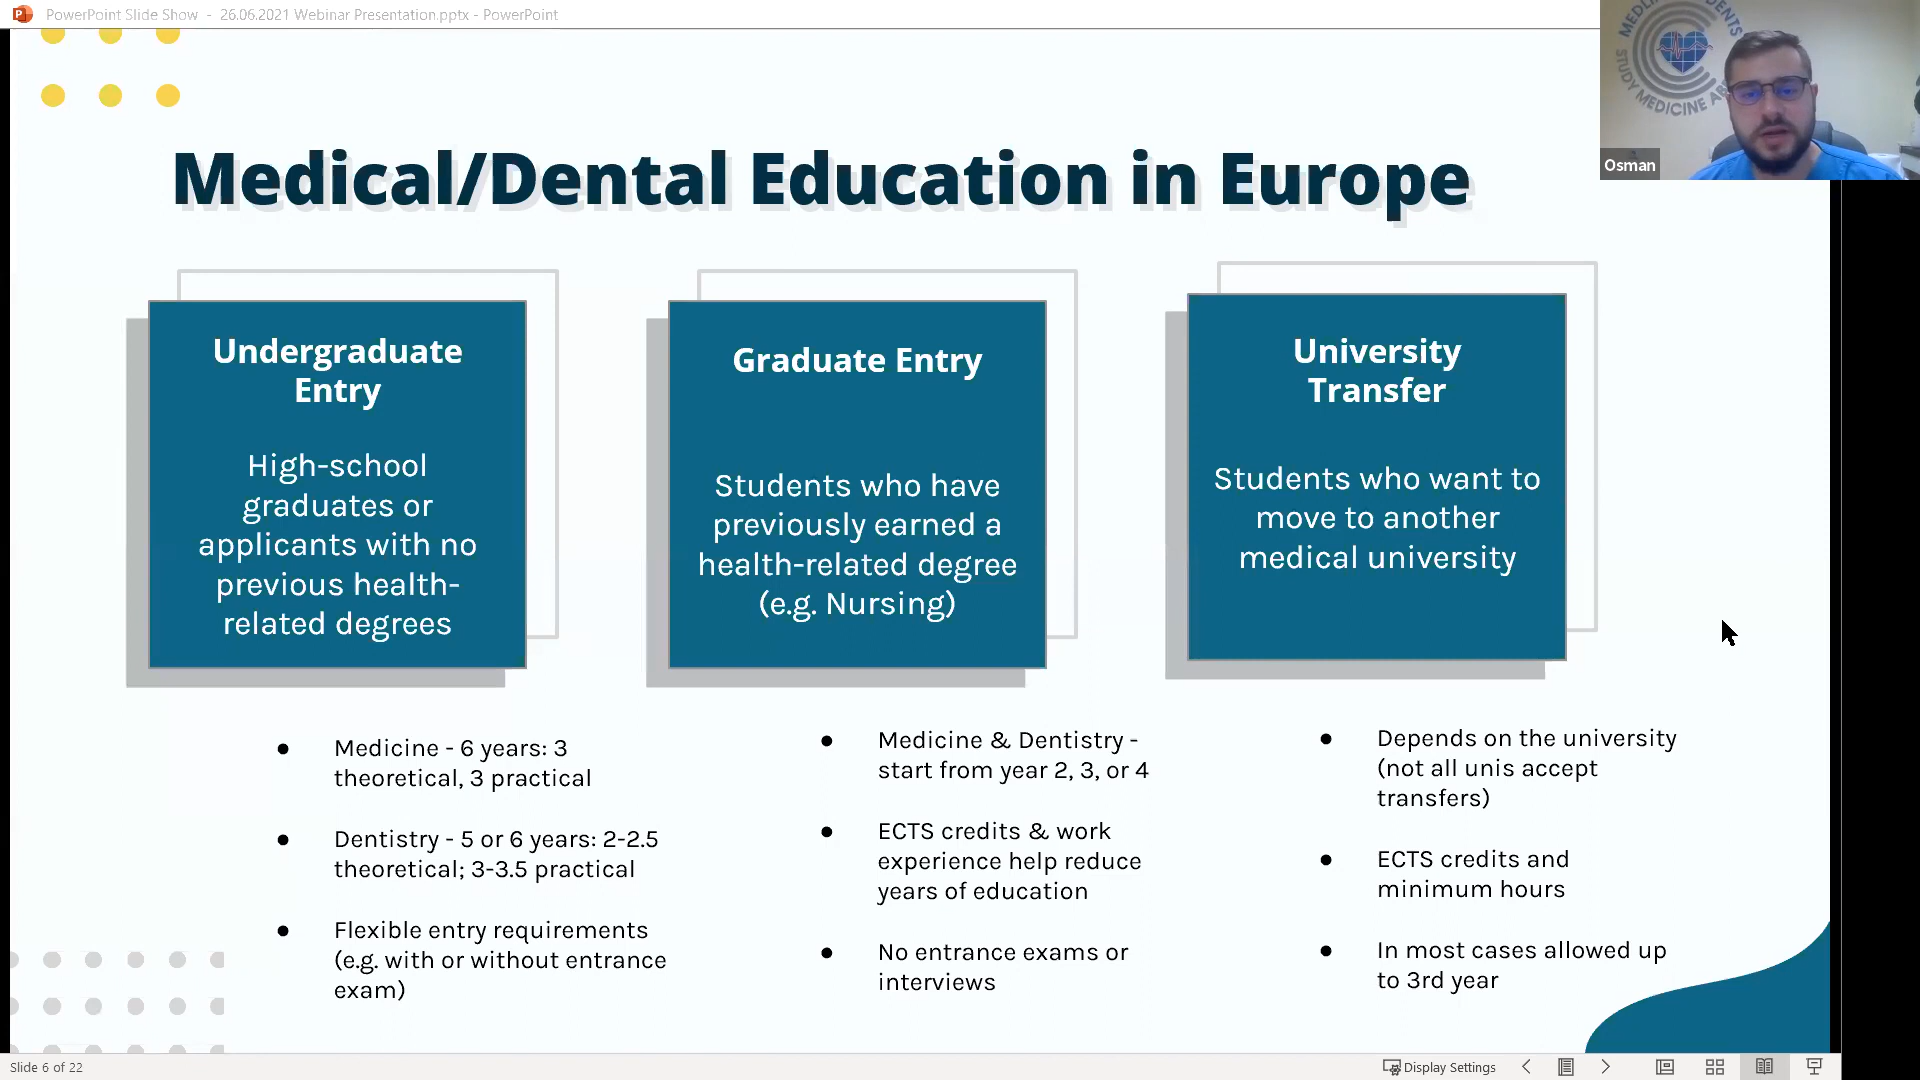 PowerPoint Slide Show - 26.06.2021 Webinar Presentation.pptx - PowerPoint
STUDY MEDICINE
Osman
Medical/Dental Education in Europe
Undergraduate
Entry
High-school
graduates or
applicants with no
previous health-
related degrees
Medicine - 6 years: 3
theoretical, 3 practical
Dentistry - 5 or 6 years: 2-2.5
theoretical; 3-3.5 practical
Flexible entry requirements
(e.g. with or without entrance
exam)
Graduate Entry
Students who have
previously earned a
health-related degree
(e.g. Nursing)
Medicine & Dentistry -
start from year 2, 3, or 4
ECTS credits & work
experience help reduce
years of education
No entrance exams or
interviews
University
Transfer
Students who want to
move to another
medical university
Depends on the university
(not all unis accept
transfers)
ECTS credits and
minimum hours
In most cases allowed up
to 3rd year
Slide 6 of 22
Display Settings